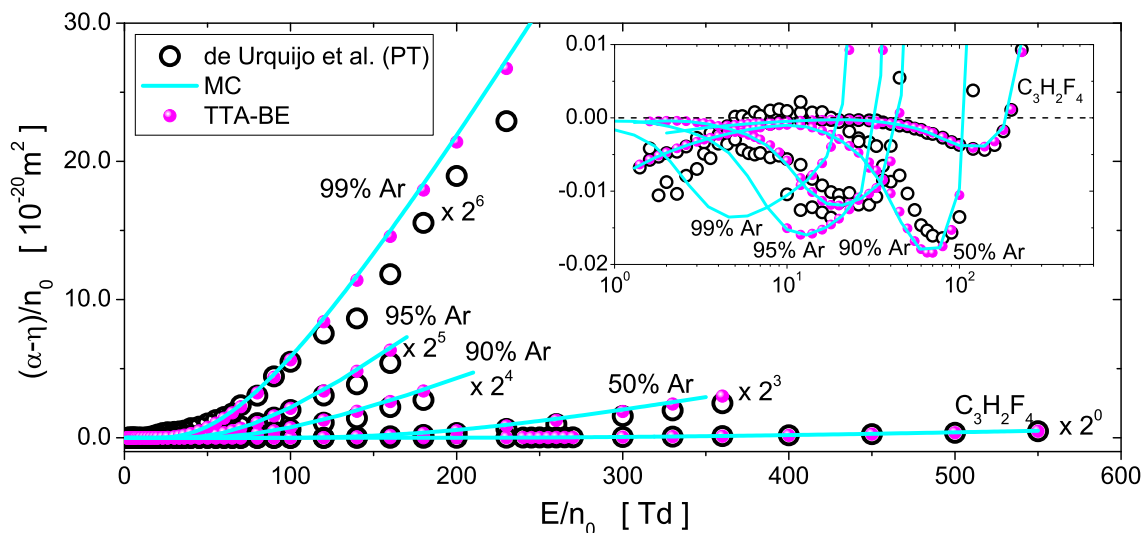 30.0
20.0
10.0
0.0
(α-η)/n₀ [ 10⁻²⁰m² ]
de Urquijo et al. (PT)
MC
TTA-BE
99% Ar
x 2⁶
95% Ar
x 2⁵
90% Ar
x 2⁴
50% Ar
x 2³
C₃H₂F₄
x 2⁰
0.01
0.00
-0.01
-0.02
C₃H₂F₄
99% Ar
95% Ar
90% Ar
50% Ar
10⁰ 10¹ 10²
0 100 200 300 400 500 600
E/n₀ [ Td ]